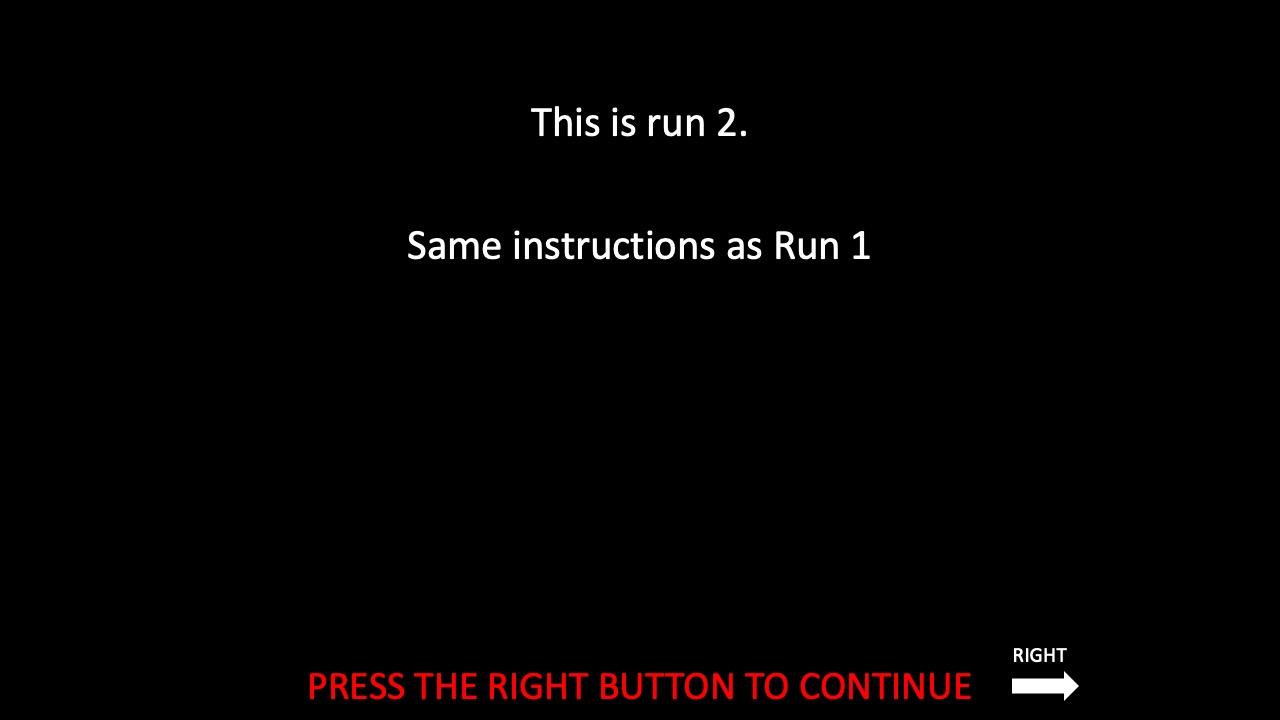 This is run 2.
Same instructions as Run 1
RIGHT
PRESS THE RIGHT BUTTON TO CONTINUE